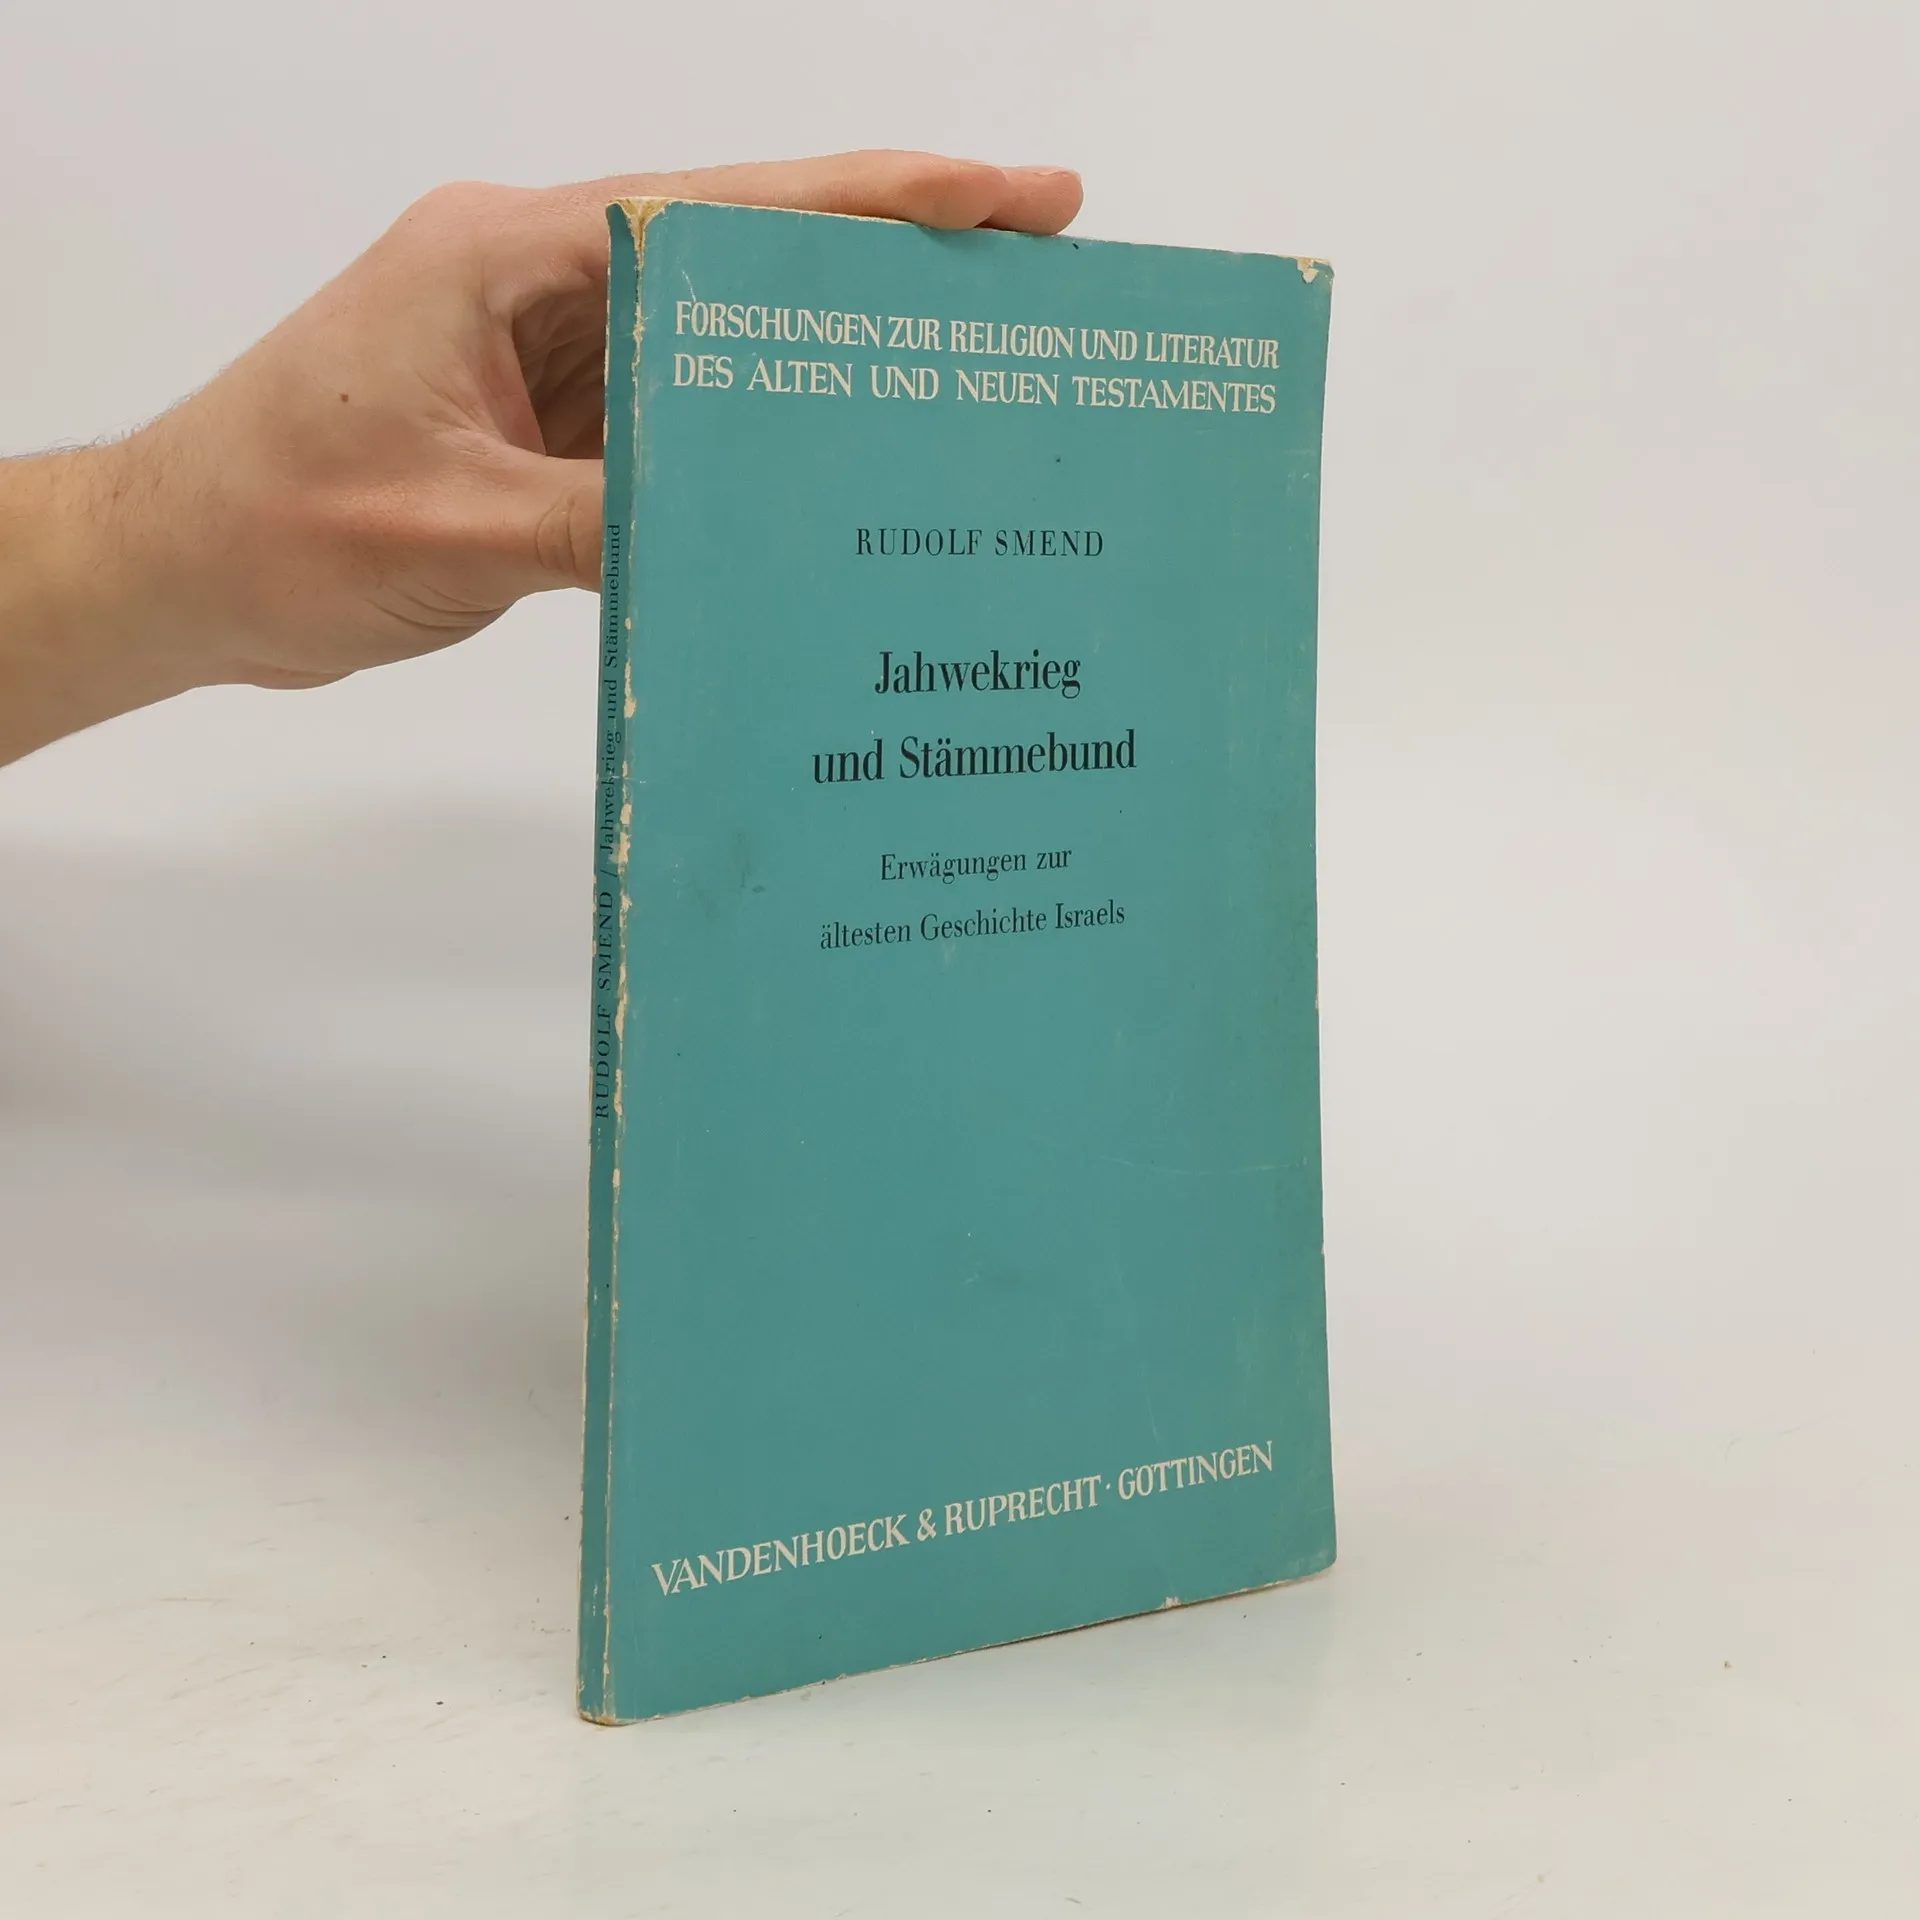 FORSCHUNGEN ZUR RELIGION UND LITERATUR
DES ALTEN UND NEUEN TESTAMENTES
RUDOLF SMEND
Jahwekrieg
und Stämmebund
Erwägungen zur
ältesten Geschichte Israels
VANDENHOECK & RUPRECHT · GÖTTINGEN
RUDOLF SMEND / Jahwekrieg und Stämmebund